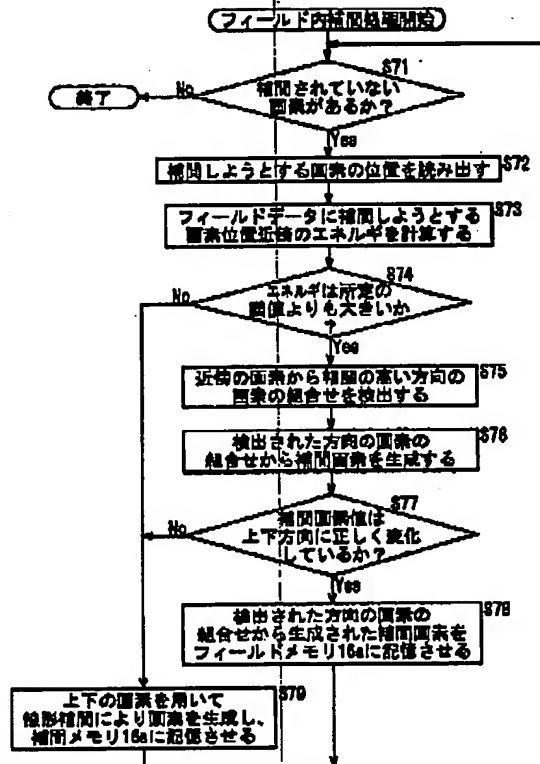 フィールド内補間処理開始
S71
補間されていない
画素があるか?
No
終了
Yes
補間しようとする画素の位置を読み出す
S72
フィールドデータに補間しようとする
画素位置近傍のエネルギを計算する
S73
S74
エネルギは所定の
閾値よりも大きいか
?
No
Yes
近傍の画素から相関の高い方向の
画素の組合せを検出する
S75
検出された方向の画素の
組合せから補間画素を生成する
S76
S77
補間画素値は
上下方向に正しく変化
しているか?
No
Yes
検出された方向の画素の
組合せから生成された補間画素を
フィールドメモリ16aに記憶させる
S78
上下の画素を用いて
線形補間により画素を生成し、
補間メモリ16aに記憶させる
S79